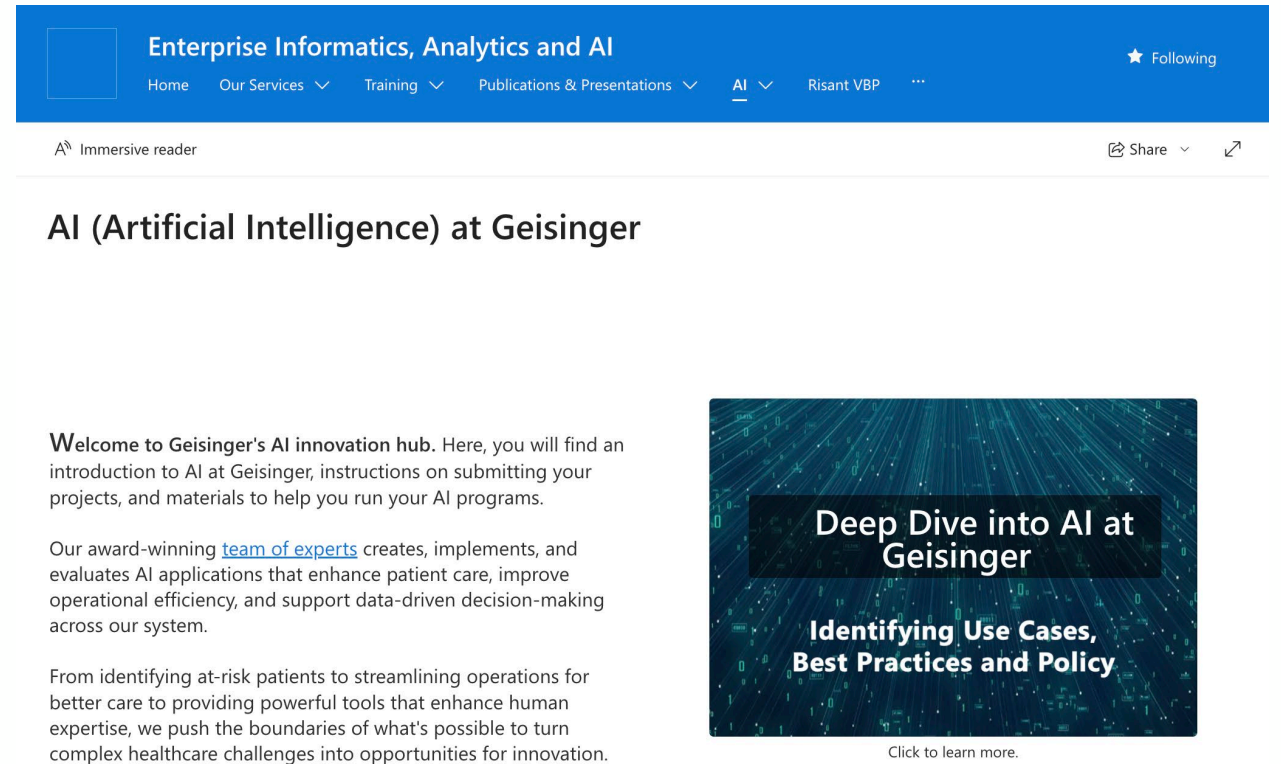 Enterprise Informatics, Analytics and AI
Following
Home Our Services Training Publications & Presentations AI Risant VBP ...
Immersive reader
Share
AI (Artificial Intelligence) at Geisinger
Welcome to Geisinger's AI innovation hub. Here, you will find an
introduction to AI at Geisinger, instructions on submitting your
projects, and materials to help you run your AI programs.
Our award-winning team of experts creates, implements, and
evaluates AI applications that enhance patient care, improve
operational efficiency, and support data-driven decision-making
across our system.
From identifying at-risk patients to streamlining operations for
better care to providing powerful tools that enhance human
expertise, we push the boundaries of what's possible to turn
complex healthcare challenges into opportunities for innovation.
Deep Dive into AI at
Geisinger
Identifying Use Cases,
Best Practices and Policy
Click to learn more.